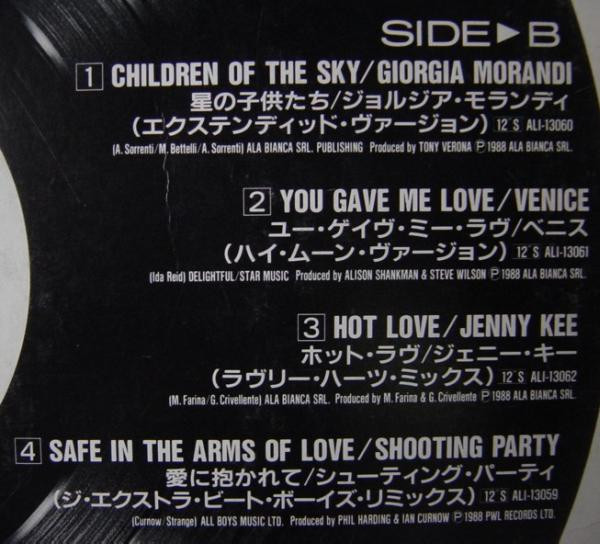 SIDE▶B
1 CHILDREN OF THE SKY/GIORGIA MORANDI
星の子供たち/ジョルジア・モランディ
(エクステンディッド・ヴァージョン) 12"S ALI-13060
(A. Sorrenti/M. Bettelli/A. Sorrenti) ALA BIANCA SRL. PUBLISHING Produced by TONY VERONA Ⓟ1988 ALA BIANCA SRL.
2 YOU GAVE ME LOVE/VENICE
ユー・ゲイヴ・ミー・ラヴ/ベニス
(ハイ・ムーン・ヴァージョン) 12"S ALI-13061
(Ida Reid) DELIGHTFUL/STAR MUSIC Produced by ALISON SHANKMAN & STEVE WILSON Ⓟ1988 ALA BIANCA SRL.
3 HOT LOVE/JENNY KEE
ホット・ラヴ/ジェニー・キー
(ラヴリー・ハーツ・ミックス) 12"S ALI-13062
(M. Farina/G. Crivellente) ALA BIANCA SRL. Produced by M. Farina & G. Crivellente Ⓟ1988 ALA BIANCA SRL.
4 SAFE IN THE ARMS OF LOVE/SHOOTING PARTY
愛に抱かれて/シューティング・パーティ
(ジ・エクストラ・ビート・ボーイズ・リミックス) 12"S ALI-13059
(Curnow/Strange) ALL BOYS MUSIC LTD. Produced by PHIL HARDING & IAN CURNOW Ⓟ1988 PWL RECORDS LTD.